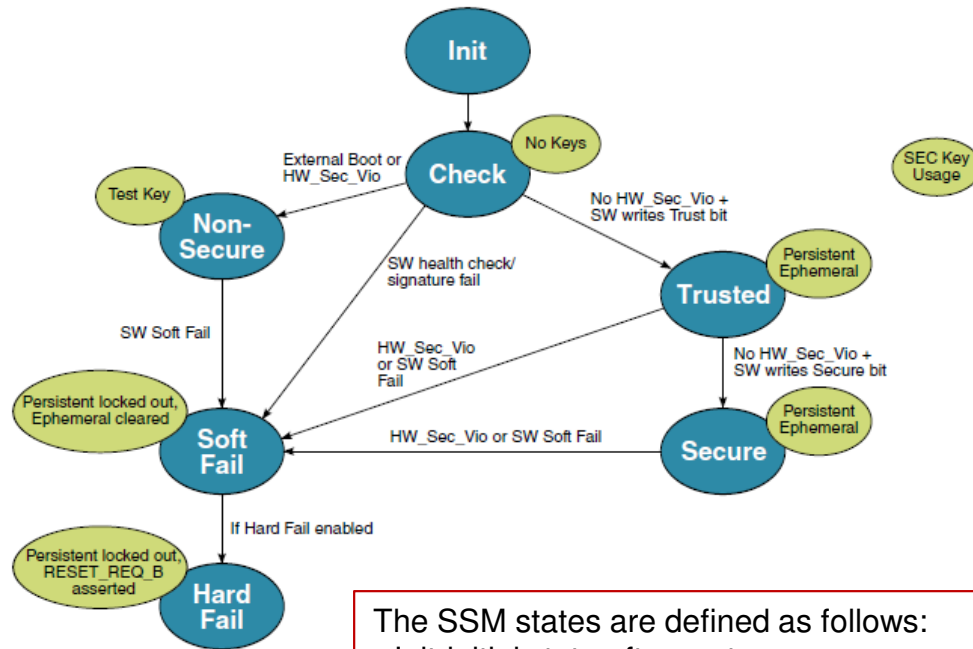 Init
No Keys
Check
SEC Key
Usage
External Boot or
HW_Sec_Vio
Test Key
Non-
Secure
No HW_Sec_Vio +
SW writes Trust bit
SW health check/
signature fail
Persistent
Ephemeral
Trusted
SW Soft Fail
HW_Sec_Vio
or SW Soft
Fail
No HW_Sec_Vio +
SW writes Secure bit
Persistent locked out,
Ephemeral cleared
Soft
Fail
HW_Sec_Vio or SW Soft Fail
Persistent
Ephemeral
Secure
If Hard Fail enabled
Persistent locked out,
RESET_REQ_B
asserted
Hard
Fail
The SSM states are defined as follows: